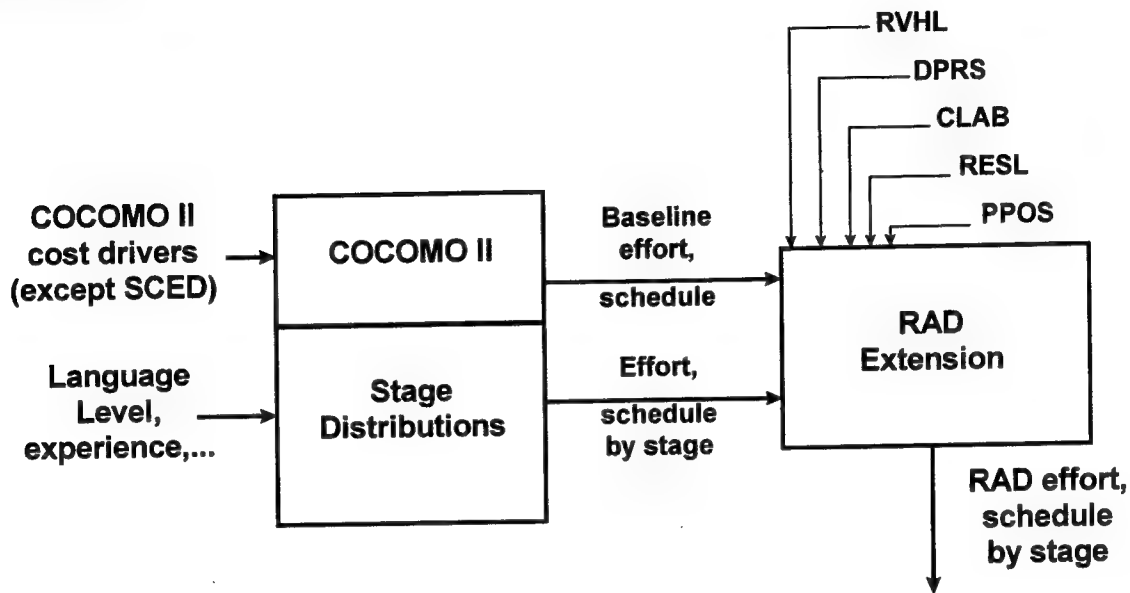 RVHL
DPRS
CLAB
RESL
PPOS
COCOMO II
cost drivers
(except SCED)
COCOMO II
Baseline
effort,
schedule
RAD
Extension
Language
Level,
experience,...
Stage
Distributions
Effort,
schedule
by stage
RAD effort,
schedule
by stage